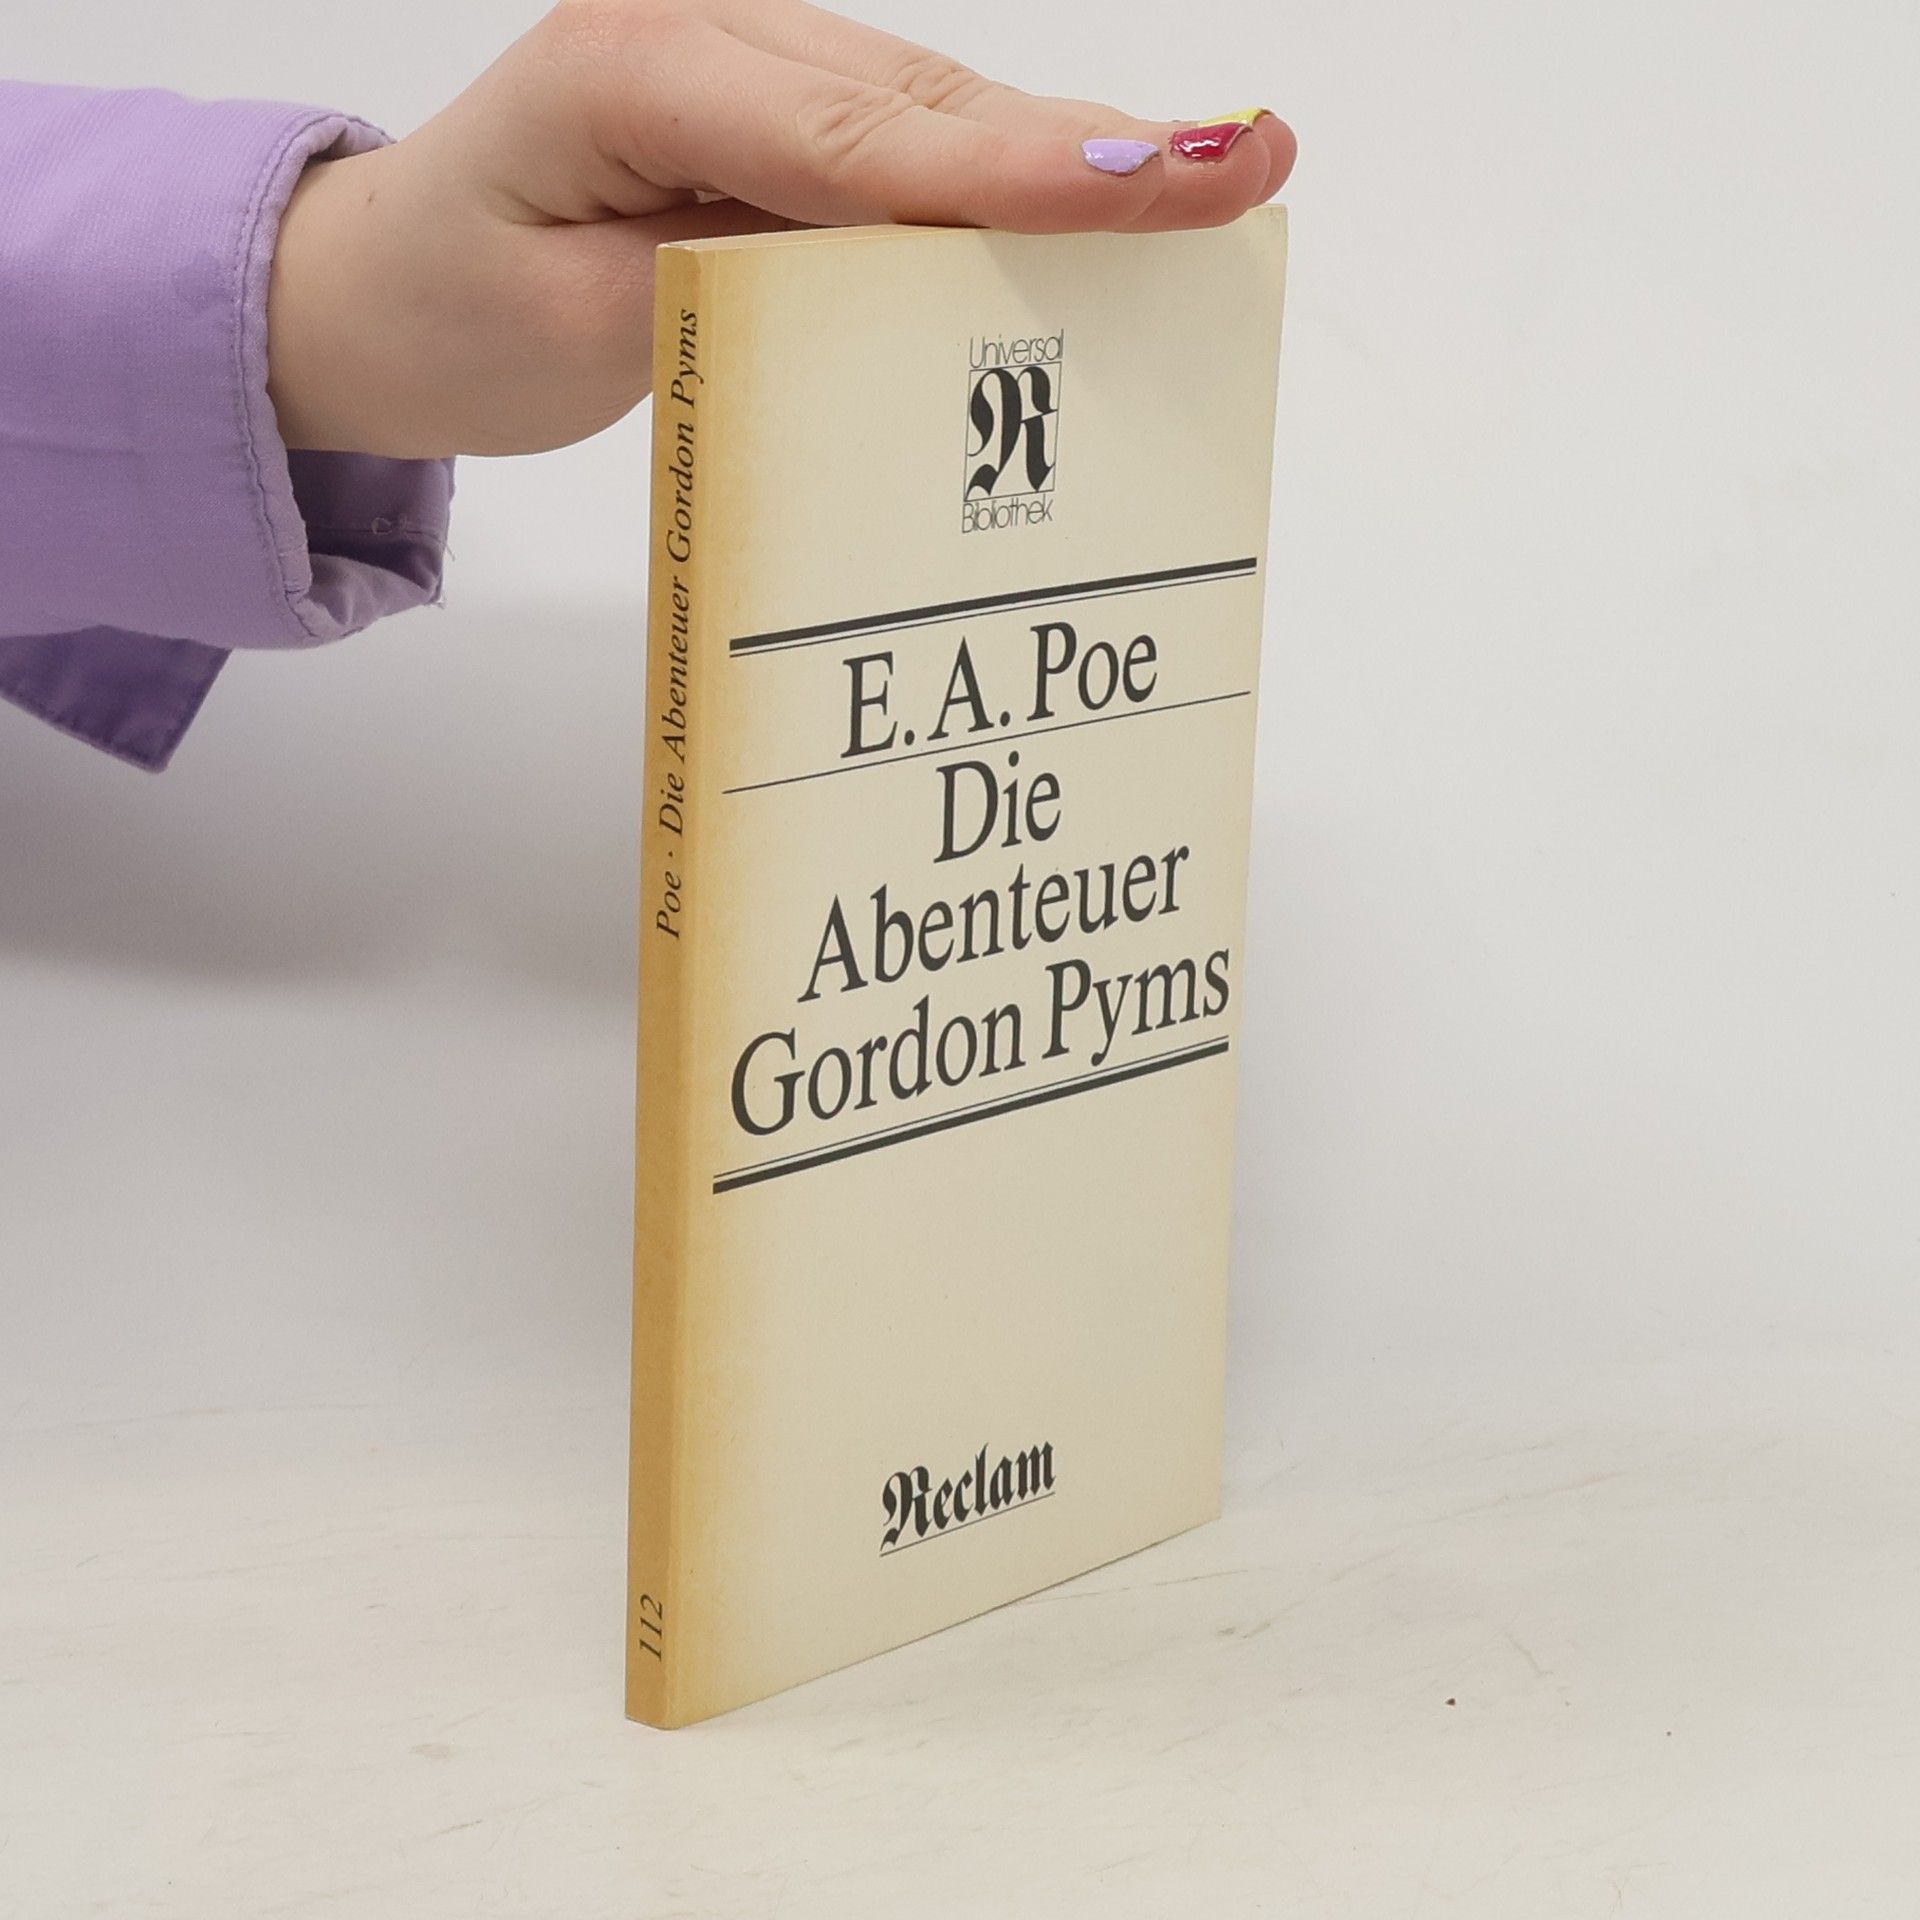 Poe · Die Abenteuer Gordon Pyms
112
Universal
R
Bibliothek
E. A. Poe
Die
Abenteuer
Gordon Pyms
Reclam